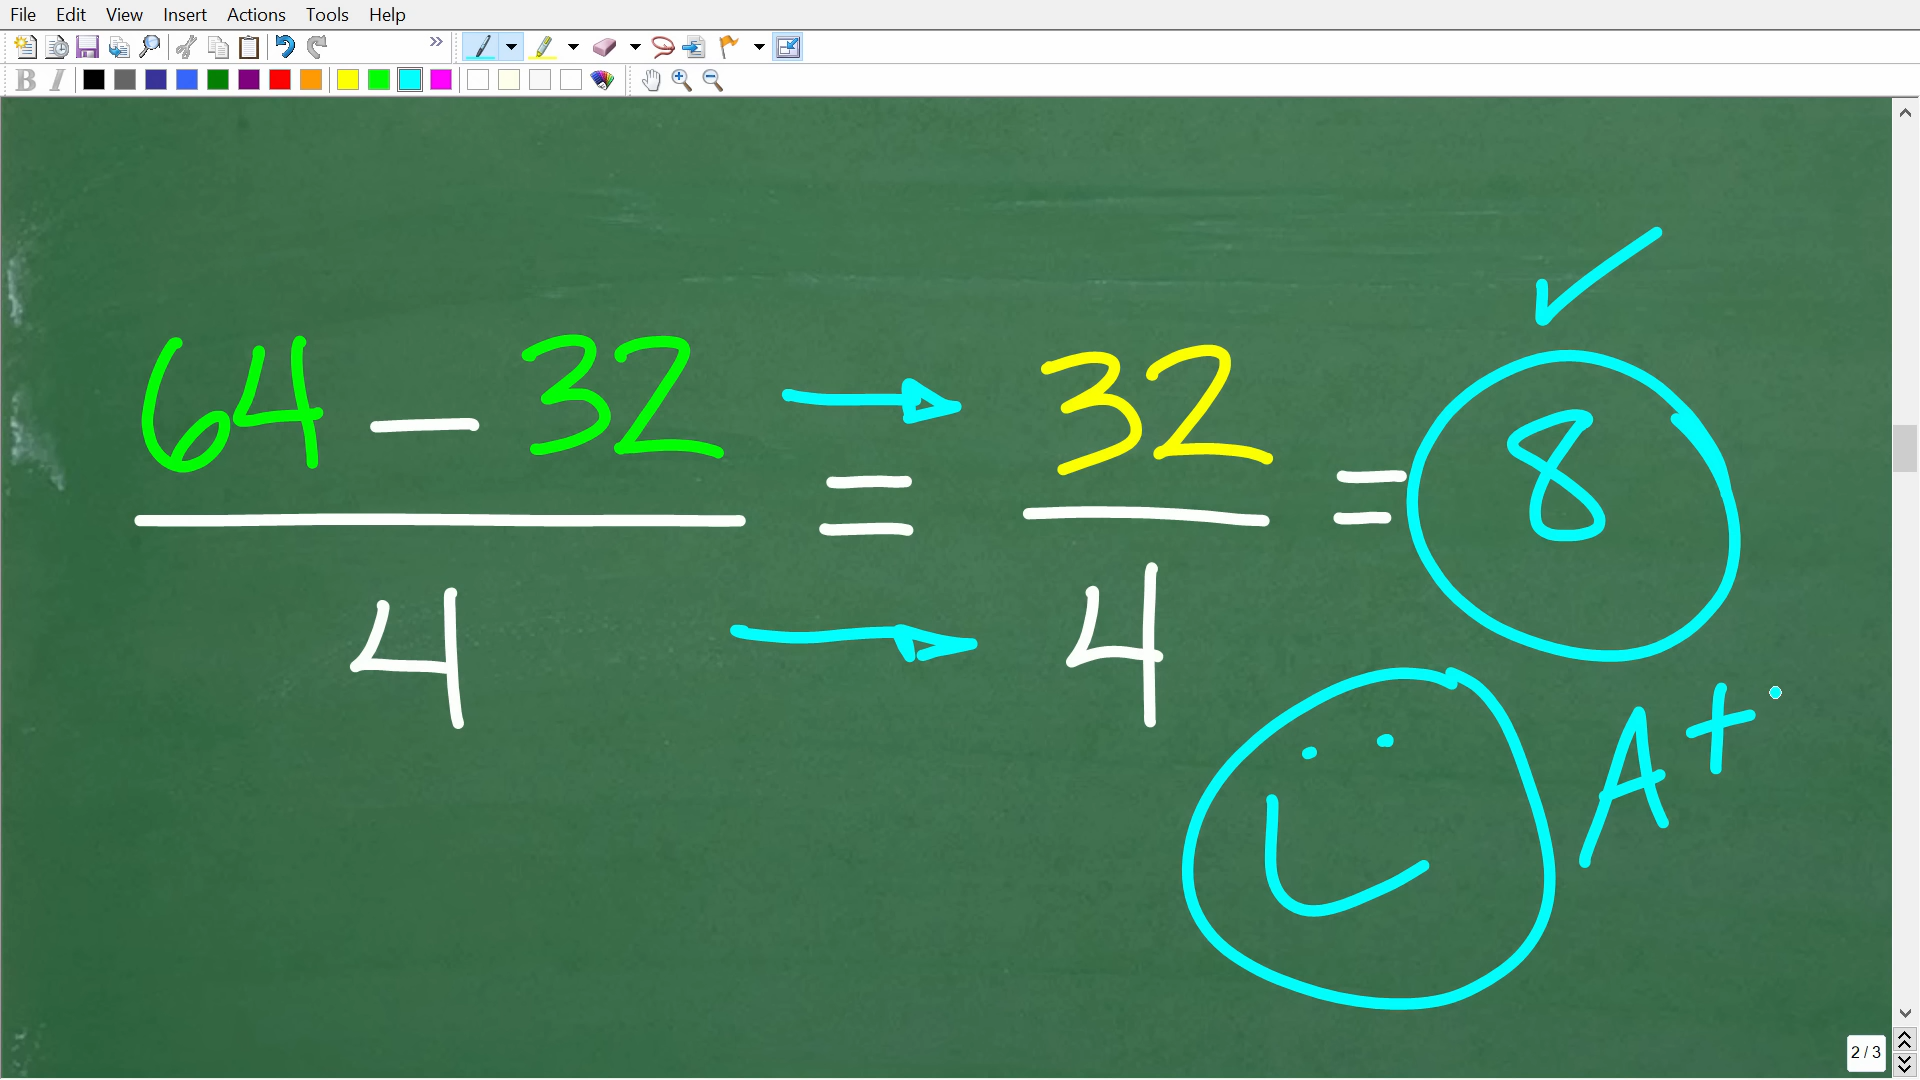 File Edit View Insert Actions Tools Help
B I
64 — 32 → 32
= = 8 ✓
4 → 4
A+
2 / 3